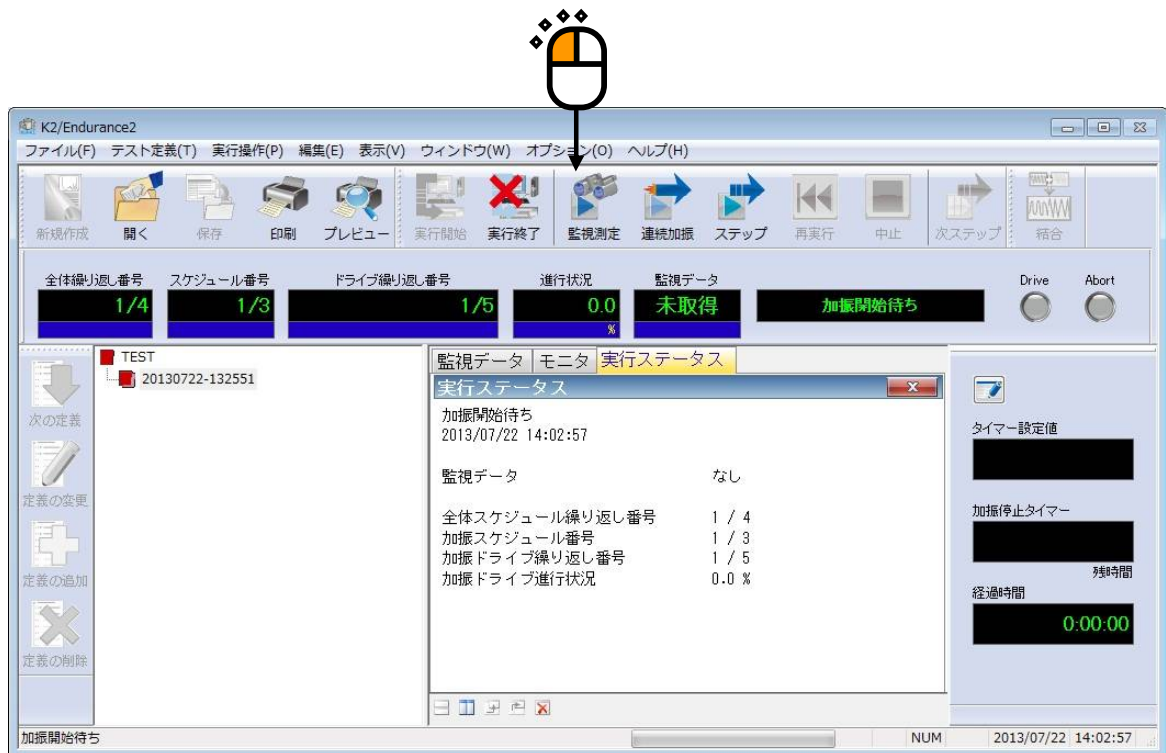 K2/Endurance2
ファイル(F) テスト定義(T) 実行操作(P) 編集(E) 表示(V) ウィンドウ(W) オプション(O) ヘルプ(H)
新規作成 開く 保存 印刷 プレビュー 実行開始 実行終了 監視測定 連続加振 ステップ 再実行 中止 次ステップ 結合
全体繰り返し番号 スケジュール番号 ドライブ繰り返し番号 進行状況 監視データ Drive Abort
1/4 1/3 1/5 0.0 未取得 加振開始待ち
%
TEST
20130722-132551
次の定義
定義の変更
定義の追加
定義の削除
監視データ モニタ 実行ステータス
実行ステータス
加振開始待ち
2013/07/22 14:02:57
監視データ なし
全体スケジュール繰り返し番号 1 / 4
加振スケジュール番号 1 / 3
加振ドライブ繰り返し番号 1 / 5
加振ドライブ進行状況 0.0 %
タイマー設定値
加振停止タイマー
残時間
経過時間
0:00:00
加振開始待ち NUM 2013/07/22 14:02:57